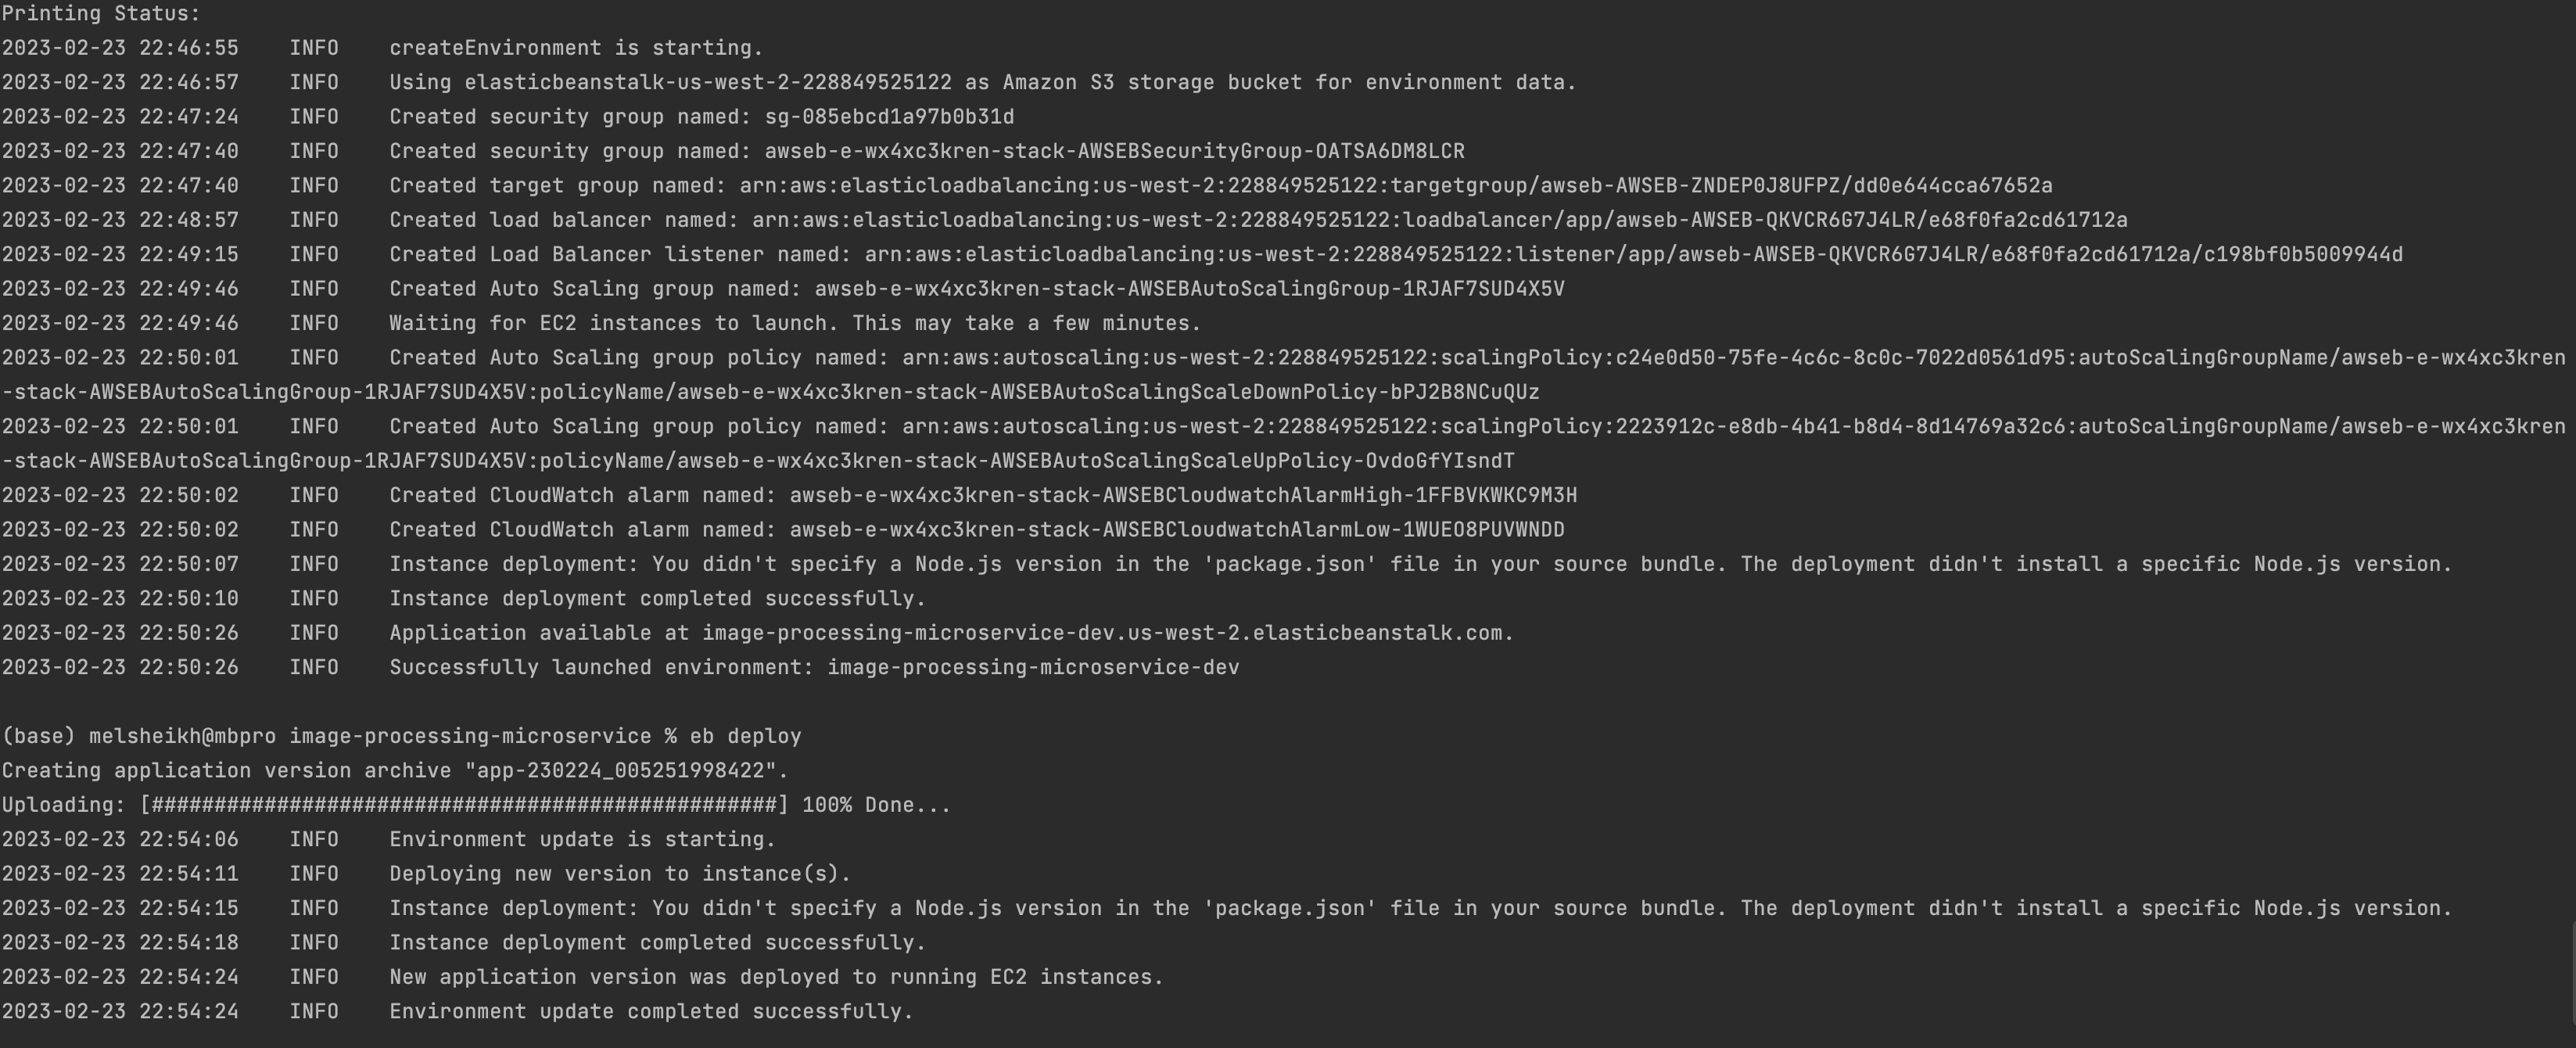 Printing Status:
2023-02-23 22:46:55    INFO    createEnvironment is starting.
2023-02-23 22:46:57    INFO    Using elasticbeanstalk-us-west-2-228849525122 as Amazon S3 storage bucket for environment data.
2023-02-23 22:47:24    INFO    Created security group named: sg-085ebcd1a97b0b31d
2023-02-23 22:47:40    INFO    Created security group named: awseb-e-wx4xc3kren-stack-AWSEBSecurityGroup-OATSA6DM8LCR
2023-02-23 22:47:40    INFO    Created target group named: arn:aws:elasticloadbalancing:us-west-2:228849525122:targetgroup/awseb-AWSEB-ZNDEP0J8UFPZ/dd0e644cca67652a
2023-02-23 22:48:57    INFO    Created load balancer named: arn:aws:elasticloadbalancing:us-west-2:228849525122:loadbalancer/app/awseb-AWSEB-QKVCR6G7J4LR/e68f0fa2cd61712a
2023-02-23 22:49:15    INFO    Created Load Balancer listener named: arn:aws:elasticloadbalancing:us-west-2:228849525122:listener/app/awseb-AWSEB-QKVCR6G7J4LR/e68f0fa2cd61712a/c198bf0b5009944d
2023-02-23 22:49:46    INFO    Created Auto Scaling group named: awseb-e-wx4xc3kren-stack-AWSEBAutoScalingGroup-1RJAF7SUD4X5V
2023-02-23 22:49:46    INFO    Waiting for EC2 instances to launch. This may take a few minutes.
2023-02-23 22:50:01    INFO    Created Auto Scaling group policy named: arn:aws:autoscaling:us-west-2:228849525122:scalingPolicy:c24e0d50-75fe-4c6c-8c0c-7022d0561d95:autoScalingGroupName/awseb-e-wx4xc3kren
-stack-AWSEBAutoScalingGroup-1RJAF7SUD4X5V:policyName/awseb-e-wx4xc3kren-stack-AWSEBAutoScalingScaleDownPolicy-bPJ2B8NCuQUz
2023-02-23 22:50:01    INFO    Created Auto Scaling group policy named: arn:aws:autoscaling:us-west-2:228849525122:scalingPolicy:2223912c-e8db-4b41-b8d4-8d14769a32c6:autoScalingGroupName/awseb-e-wx4xc3kren
-stack-AWSEBAutoScalingGroup-1RJAF7SUD4X5V:policyName/awseb-e-wx4xc3kren-stack-AWSEBAutoScalingScaleUpPolicy-OvdoGfYIsndT
2023-02-23 22:50:02    INFO    Created CloudWatch alarm named: awseb-e-wx4xc3kren-stack-AWSEBCloudwatchAlarmHigh-1FFBVKWKC9M3H
2023-02-23 22:50:02    INFO    Created CloudWatch alarm named: awseb-e-wx4xc3kren-stack-AWSEBCloudwatchAlarmLow-1WUEO8PUVWNDD
2023-02-23 22:50:07    INFO    Instance deployment: You didn't specify a Node.js version in the 'package.json' file in your source bundle. The deployment didn't install a specific Node.js version.
2023-02-23 22:50:10    INFO    Instance deployment completed successfully.
2023-02-23 22:50:26    INFO    Application available at image-processing-microservice-dev.us-west-2.elasticbeanstalk.com.
2023-02-23 22:50:26    INFO    Successfully launched environment: image-processing-microservice-dev
(base) melsheikh@mbpro image-processing-microservice % eb deploy
Creating application version archive "app-230224_005251998422".
Uploading: [##################################################] 100% Done...
2023-02-23 22:54:06    INFO    Environment update is starting.
2023-02-23 22:54:11    INFO    Deploying new version to instance(s).
2023-02-23 22:54:15    INFO    Instance deployment: You didn't specify a Node.js version in the 'package.json' file in your source bundle. The deployment didn't install a specific Node.js version.
2023-02-23 22:54:18    INFO    Instance deployment completed successfully.
2023-02-23 22:54:24    INFO    New application version was deployed to running EC2 instances.
2023-02-23 22:54:24    INFO    Environment update completed successfully.